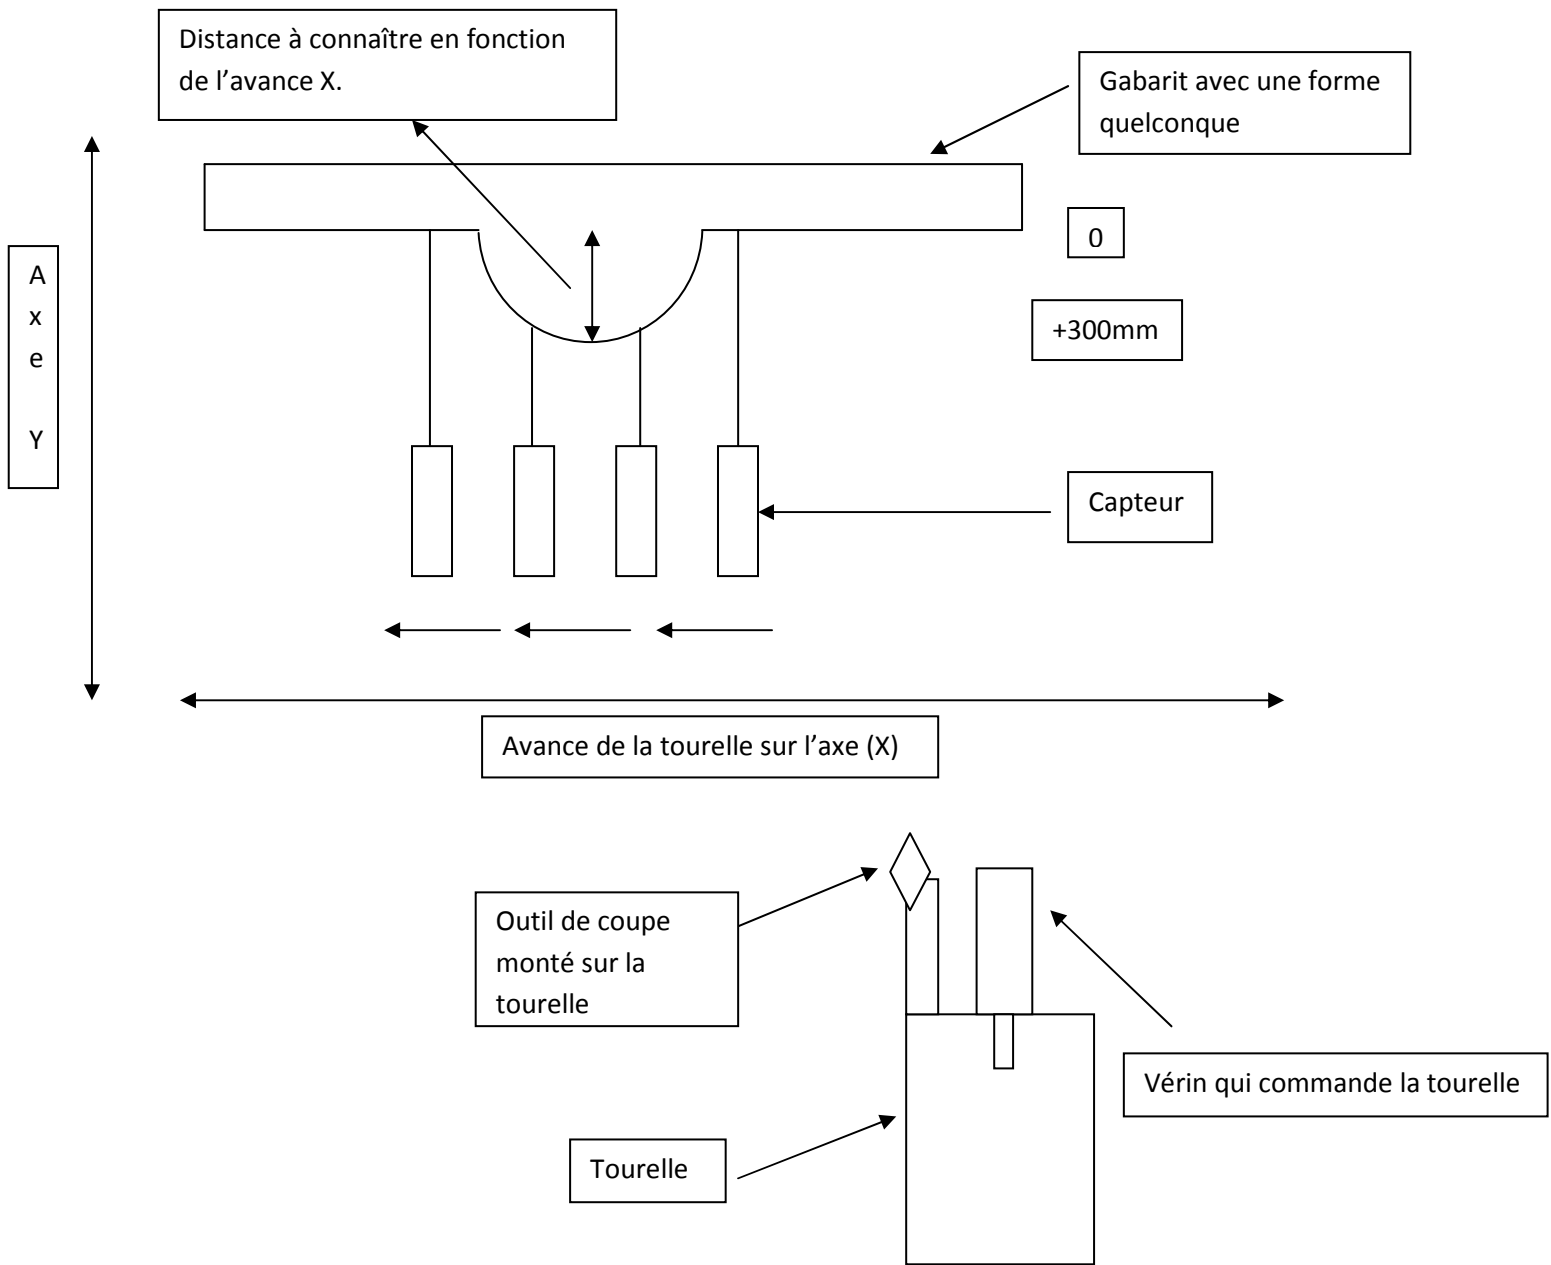 Distance à connaître en fonction
de l’avance X.
Gabarit avec une forme
quelconque
0
A
x
e
Y
+300mm
Capteur
Avance de la tourelle sur l’axe (X)
Outil de coupe
monté sur la
tourelle
Vérin qui commande la tourelle
Tourelle